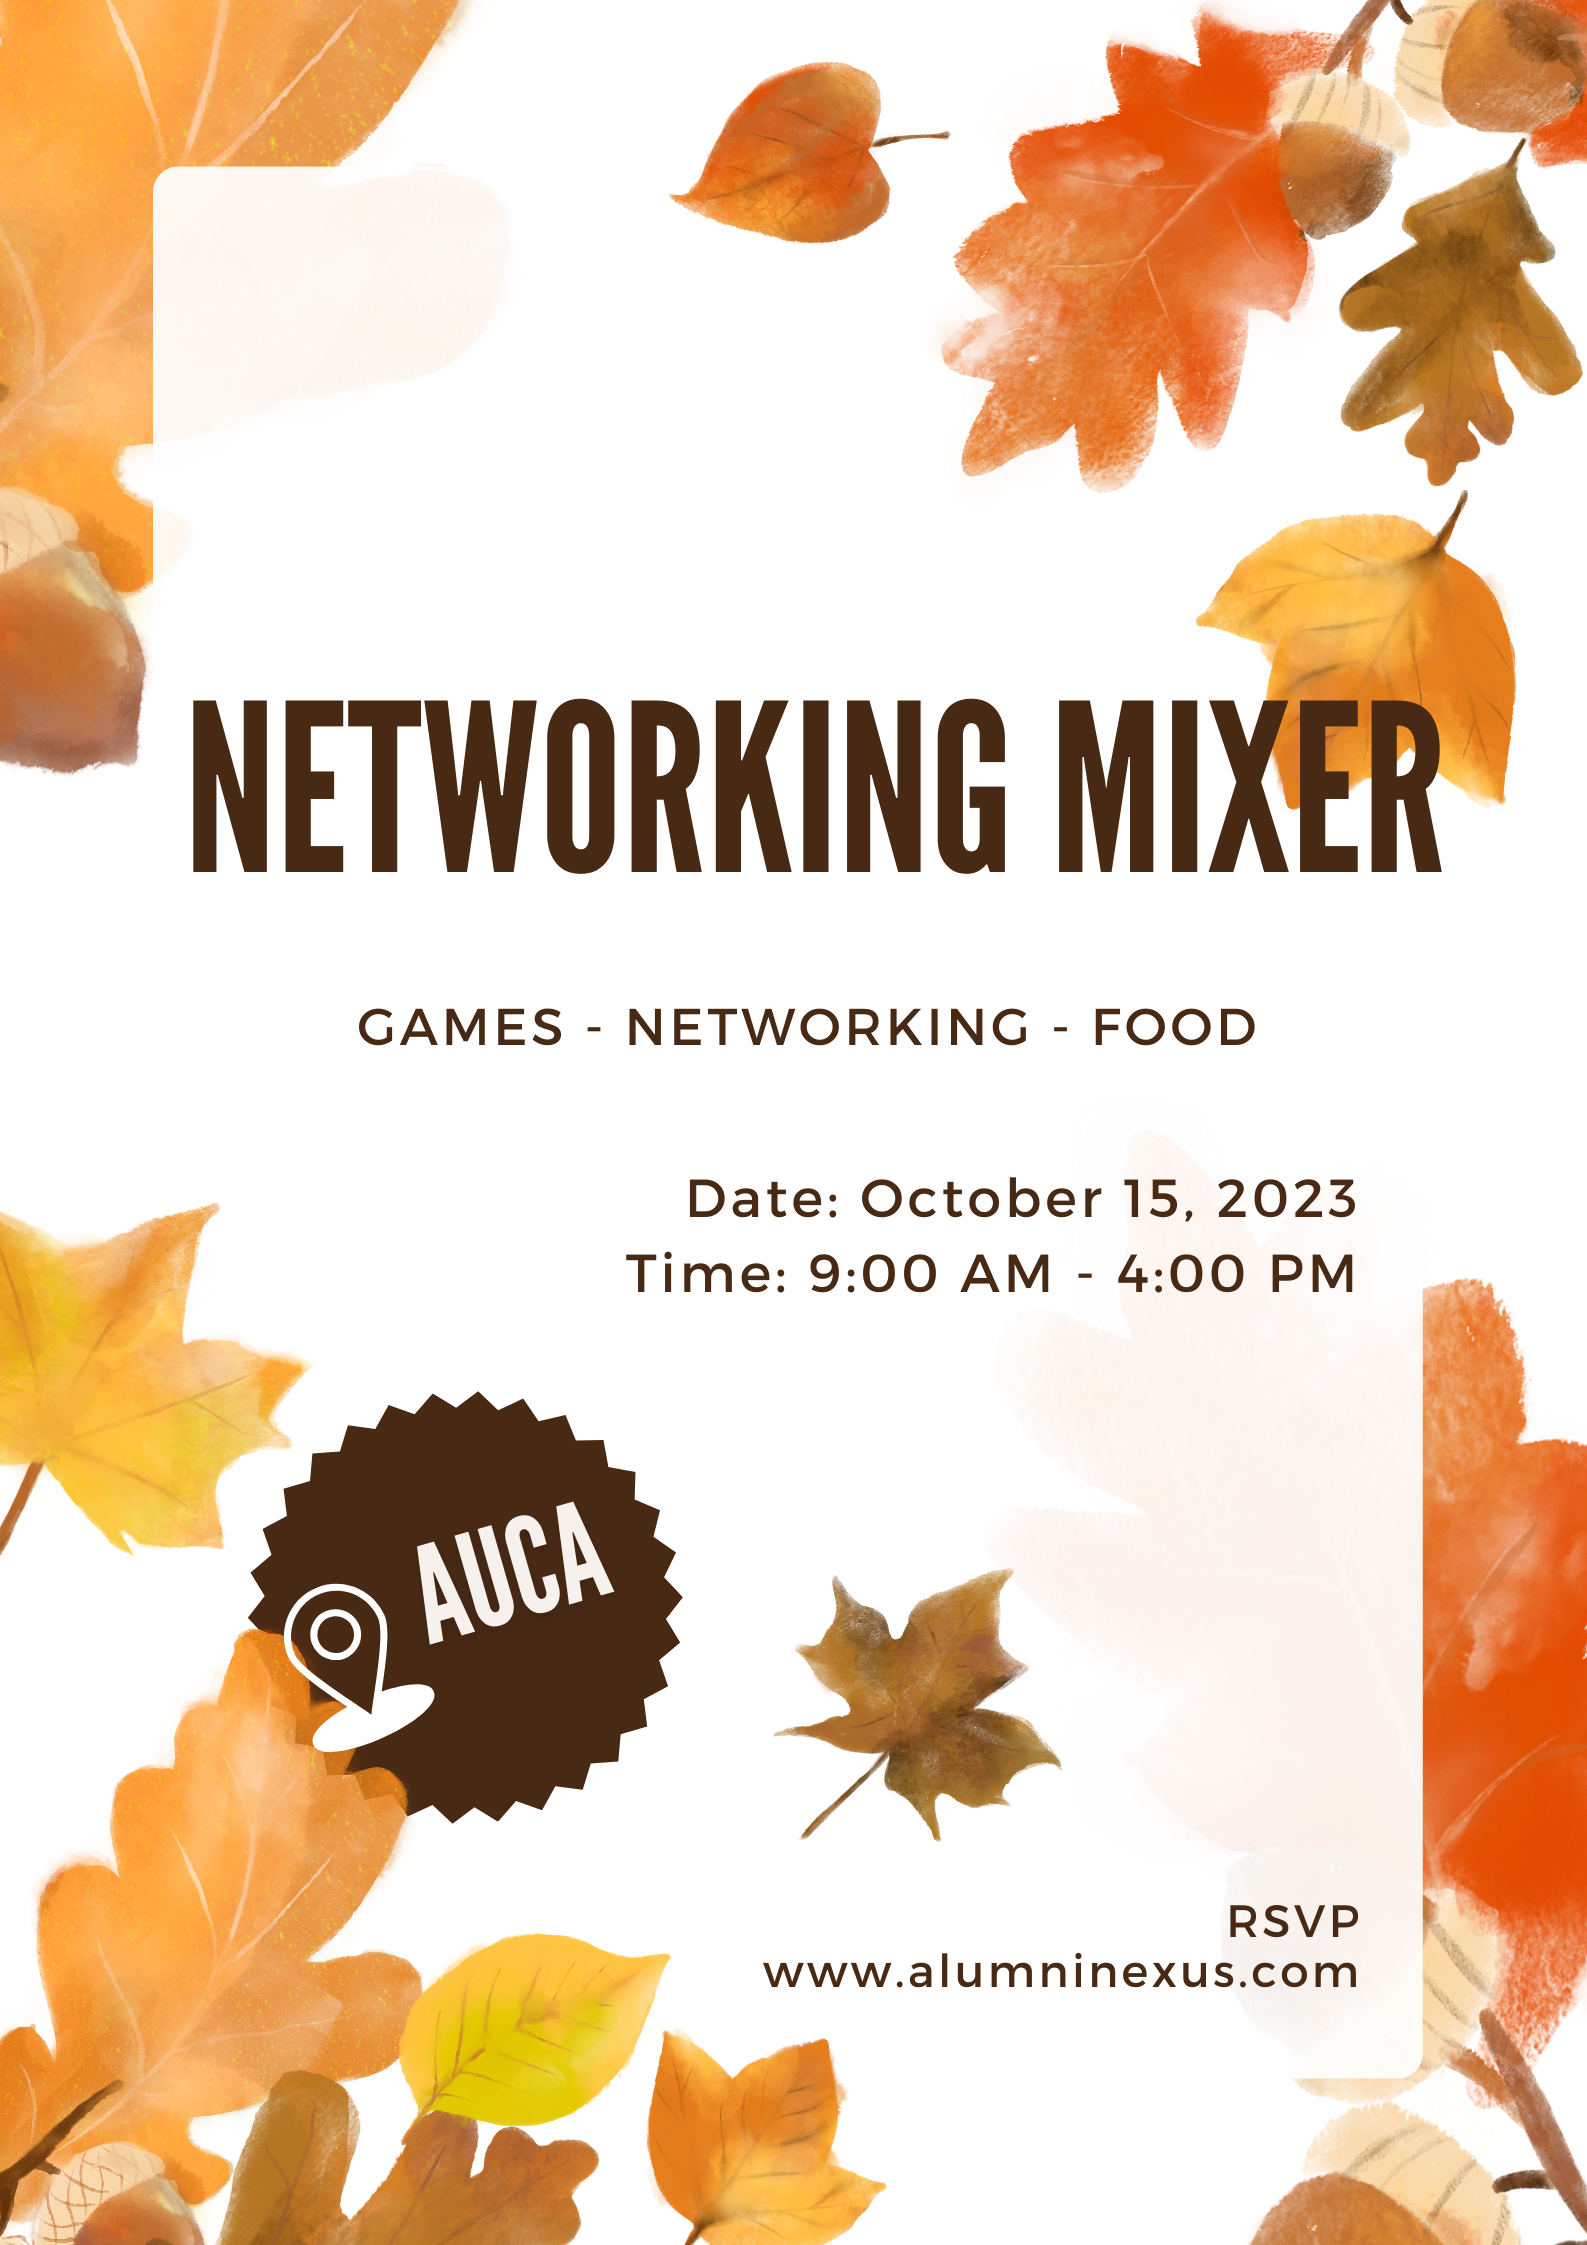 NETWORKING MIXER
GAMES - NETWORKING - FOOD
Date: October 15, 2023
Time: 9:00 AM - 4:00 PM
AUCA
RSVP
www.alumninexus.com